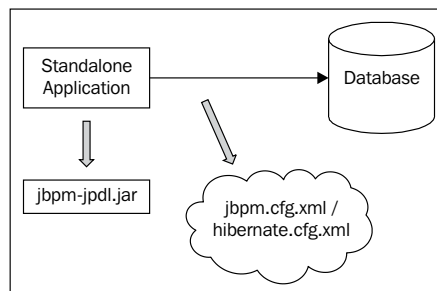 Standalone
Application
Database
jbpm-jpdl.jar
jbpm.cfg.xml /
hibernate.cfg.xml